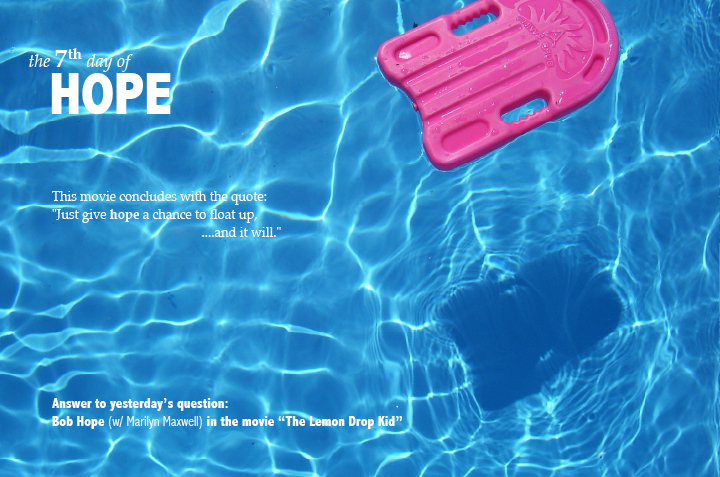 the 7th day of
HOPE
This movie concludes with the quote:
"Just give hope a chance to float up,
....and it will."
Answer to yesterday's question:
Bob Hope (w/ Marilyn Maxwell) in the movie “The Lemon Drop Kid”